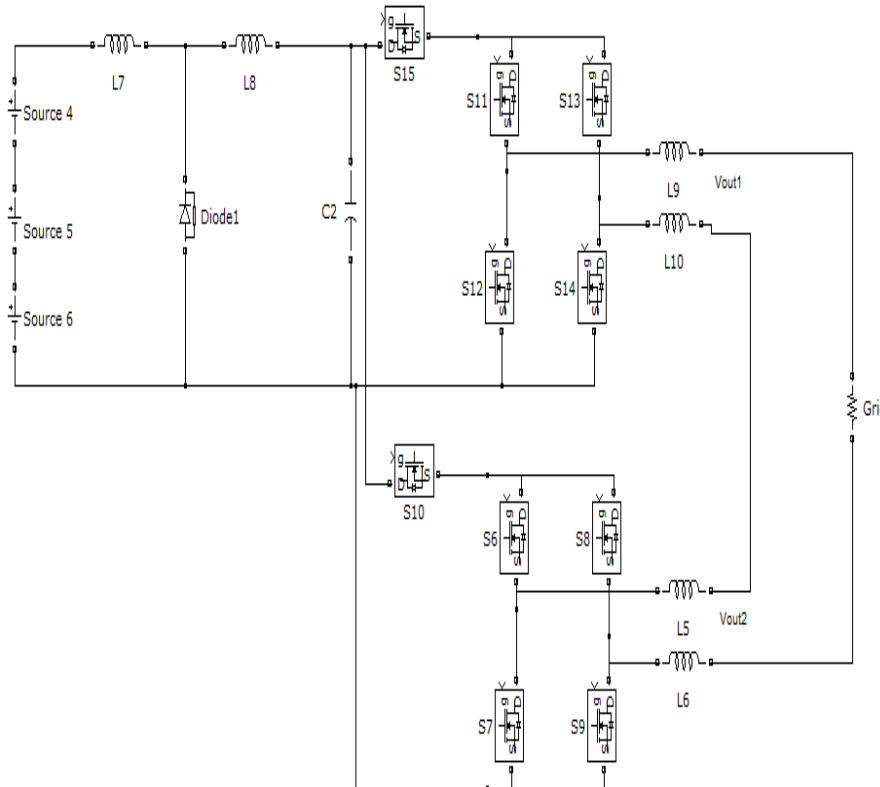 g
D
S
S15
L7
L8
S11
S13
Source 4
L9
Vout1
Diode1
C2
Source 5
L10
S12
S14
Source 6
Gri
g
D
S
S10
S6
S8
L5
Vout2
L6
S7
S9